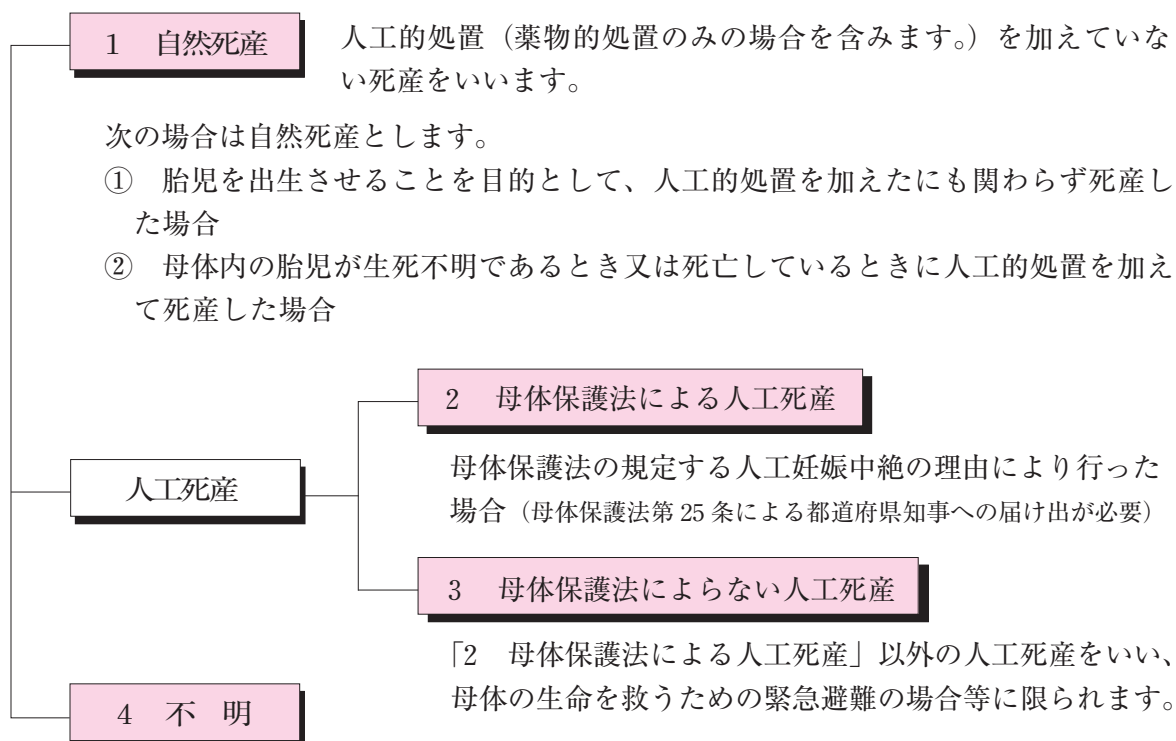 1　自然死産
人工的処置（薬物的処置のみの場合を含みます。）を加えていな
い死産をいいます。
次の場合は自然死産とします。
①　胎児を出生させることを目的として、人工的処置を加えたにも関わらず死産し
た場合
②　母体内の胎児が生死不明であるとき又は死亡しているときに人工的処置を加え
て死産した場合
人工死産
2　母体保護法による人工死産
母体保護法の規定する人工妊娠中絶の理由により行った
場合（母体保護法第 25 条による都道府県知事への届け出が必要）
3　母体保護法によらない人工死産
「2　母体保護法による人工死産」以外の人工死産をいい、
母体の生命を救うための緊急避難の場合等に限られます。
4　不　明